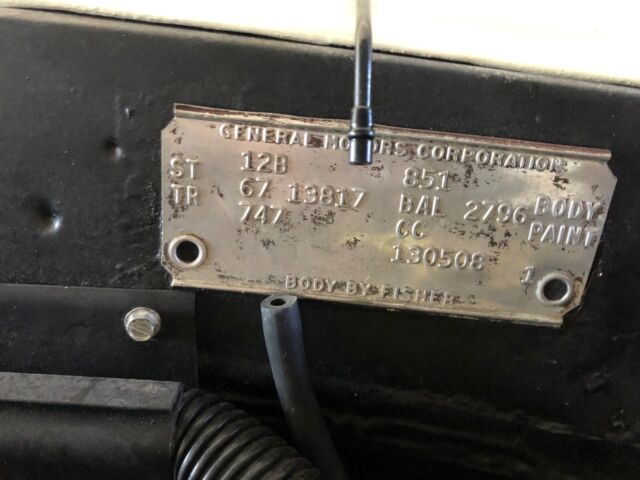 GENERAL MOTORS CORPORATION
12B 851
ST 67 13817 BAL 2796 BODY
TR 747 CC PAINT
130508 1
BODY BY FISHER